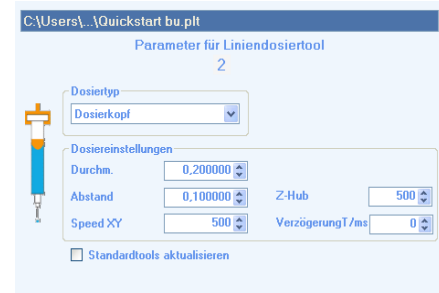 C:\Users\...\Quickstart bu.plt
Parameter für Liniendosiertool
2
Dosiertyp
Dosierkopf
Dosiereinstellungen
Durchm. 0,200000
Abstand 0,100000 Z-Hub 500
Speed XY 500 VerzögerungT/ms 0
Standardtools aktualisieren